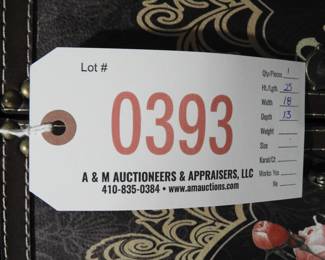 Lot #
0393
A & M AUCTIONEERS & APPRAISERS, LLC
410-835-0384 • www.amauctions.com
Qty/Pieces 1
Ht./Lgth. 25
Width 18
Depth 13
Weight
Size
Karat/Ct
Marks Yes
No